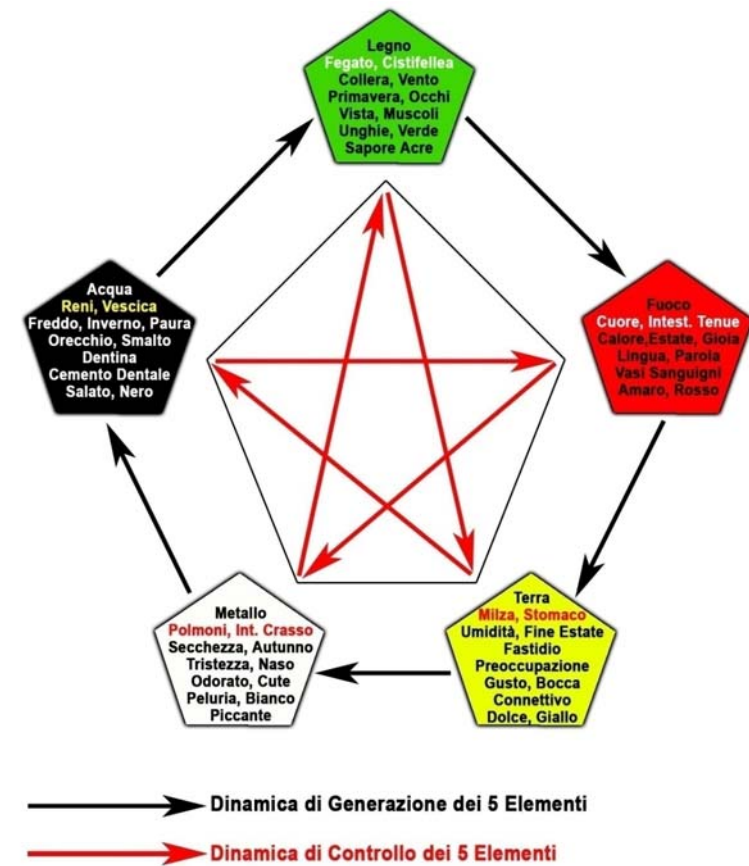 Legno
Fegato, Cistifellea
Collera, Vento
Primavera, Occhi
Vista, Muscoli
Unghie, Verde
Sapore Acre
Acqua
Reni, Vescica
Freddo, Inverno, Paura
Orecchio, Smalto
Dentina
Cemento Dentale
Salato, Nero
Fuoco
Cuore, Intest. Tenue
Calore,Estate, Gioia
Lingua, Parola
Vasi Sanguigni
Amaro, Rosso
Metallo
Polmoni, Int. Crasso
Secchezza, Autunno
Tristezza, Naso
Odorato, Cute
Peluria, Bianco
Piccante
Terra
Milza, Stomaco
Umidità, Fine Estate
Fastidio
Preoccupazione
Gusto, Bocca
Connettivo
Dolce, Giallo
Dinamica di Generazione dei 5 Elementi
Dinamica di Controllo dei 5 Elementi